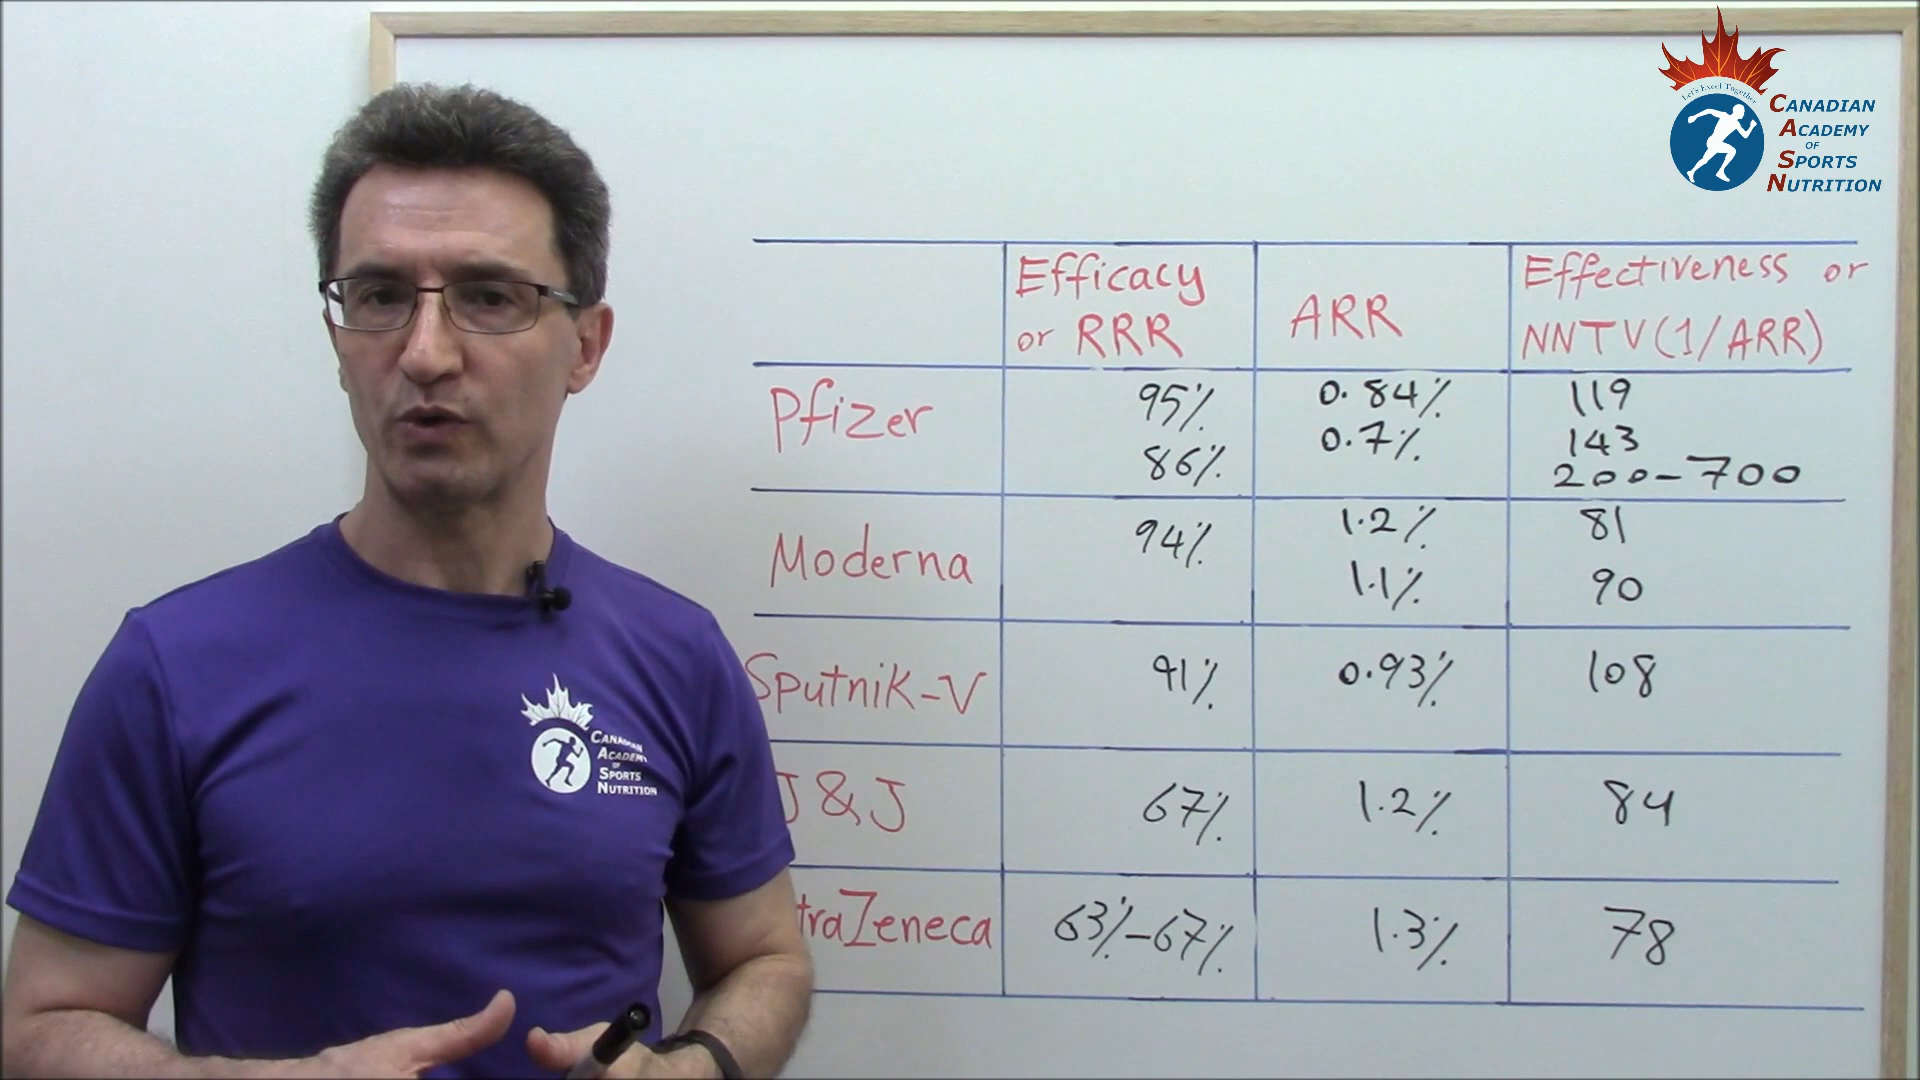 Let's Excel Together
CANADIAN
ACADEMY
OF
SPORTS
NUTRITION
Efficacy
or RRR
ARR
Effectiveness or
NNTV(1/ARR)
Pfizer
95%
86%
0.84%
0.7%
119
143
200-700
Moderna
94%
1.2%
1.1%
81
90
Sputnik-V
91%
0.93%
108
J & J
67%
1.2%
84
traZeneca
63%-67%
1.3%
78
CANADIAN
ACADEMY
OF
SPORTS
NUTRITION